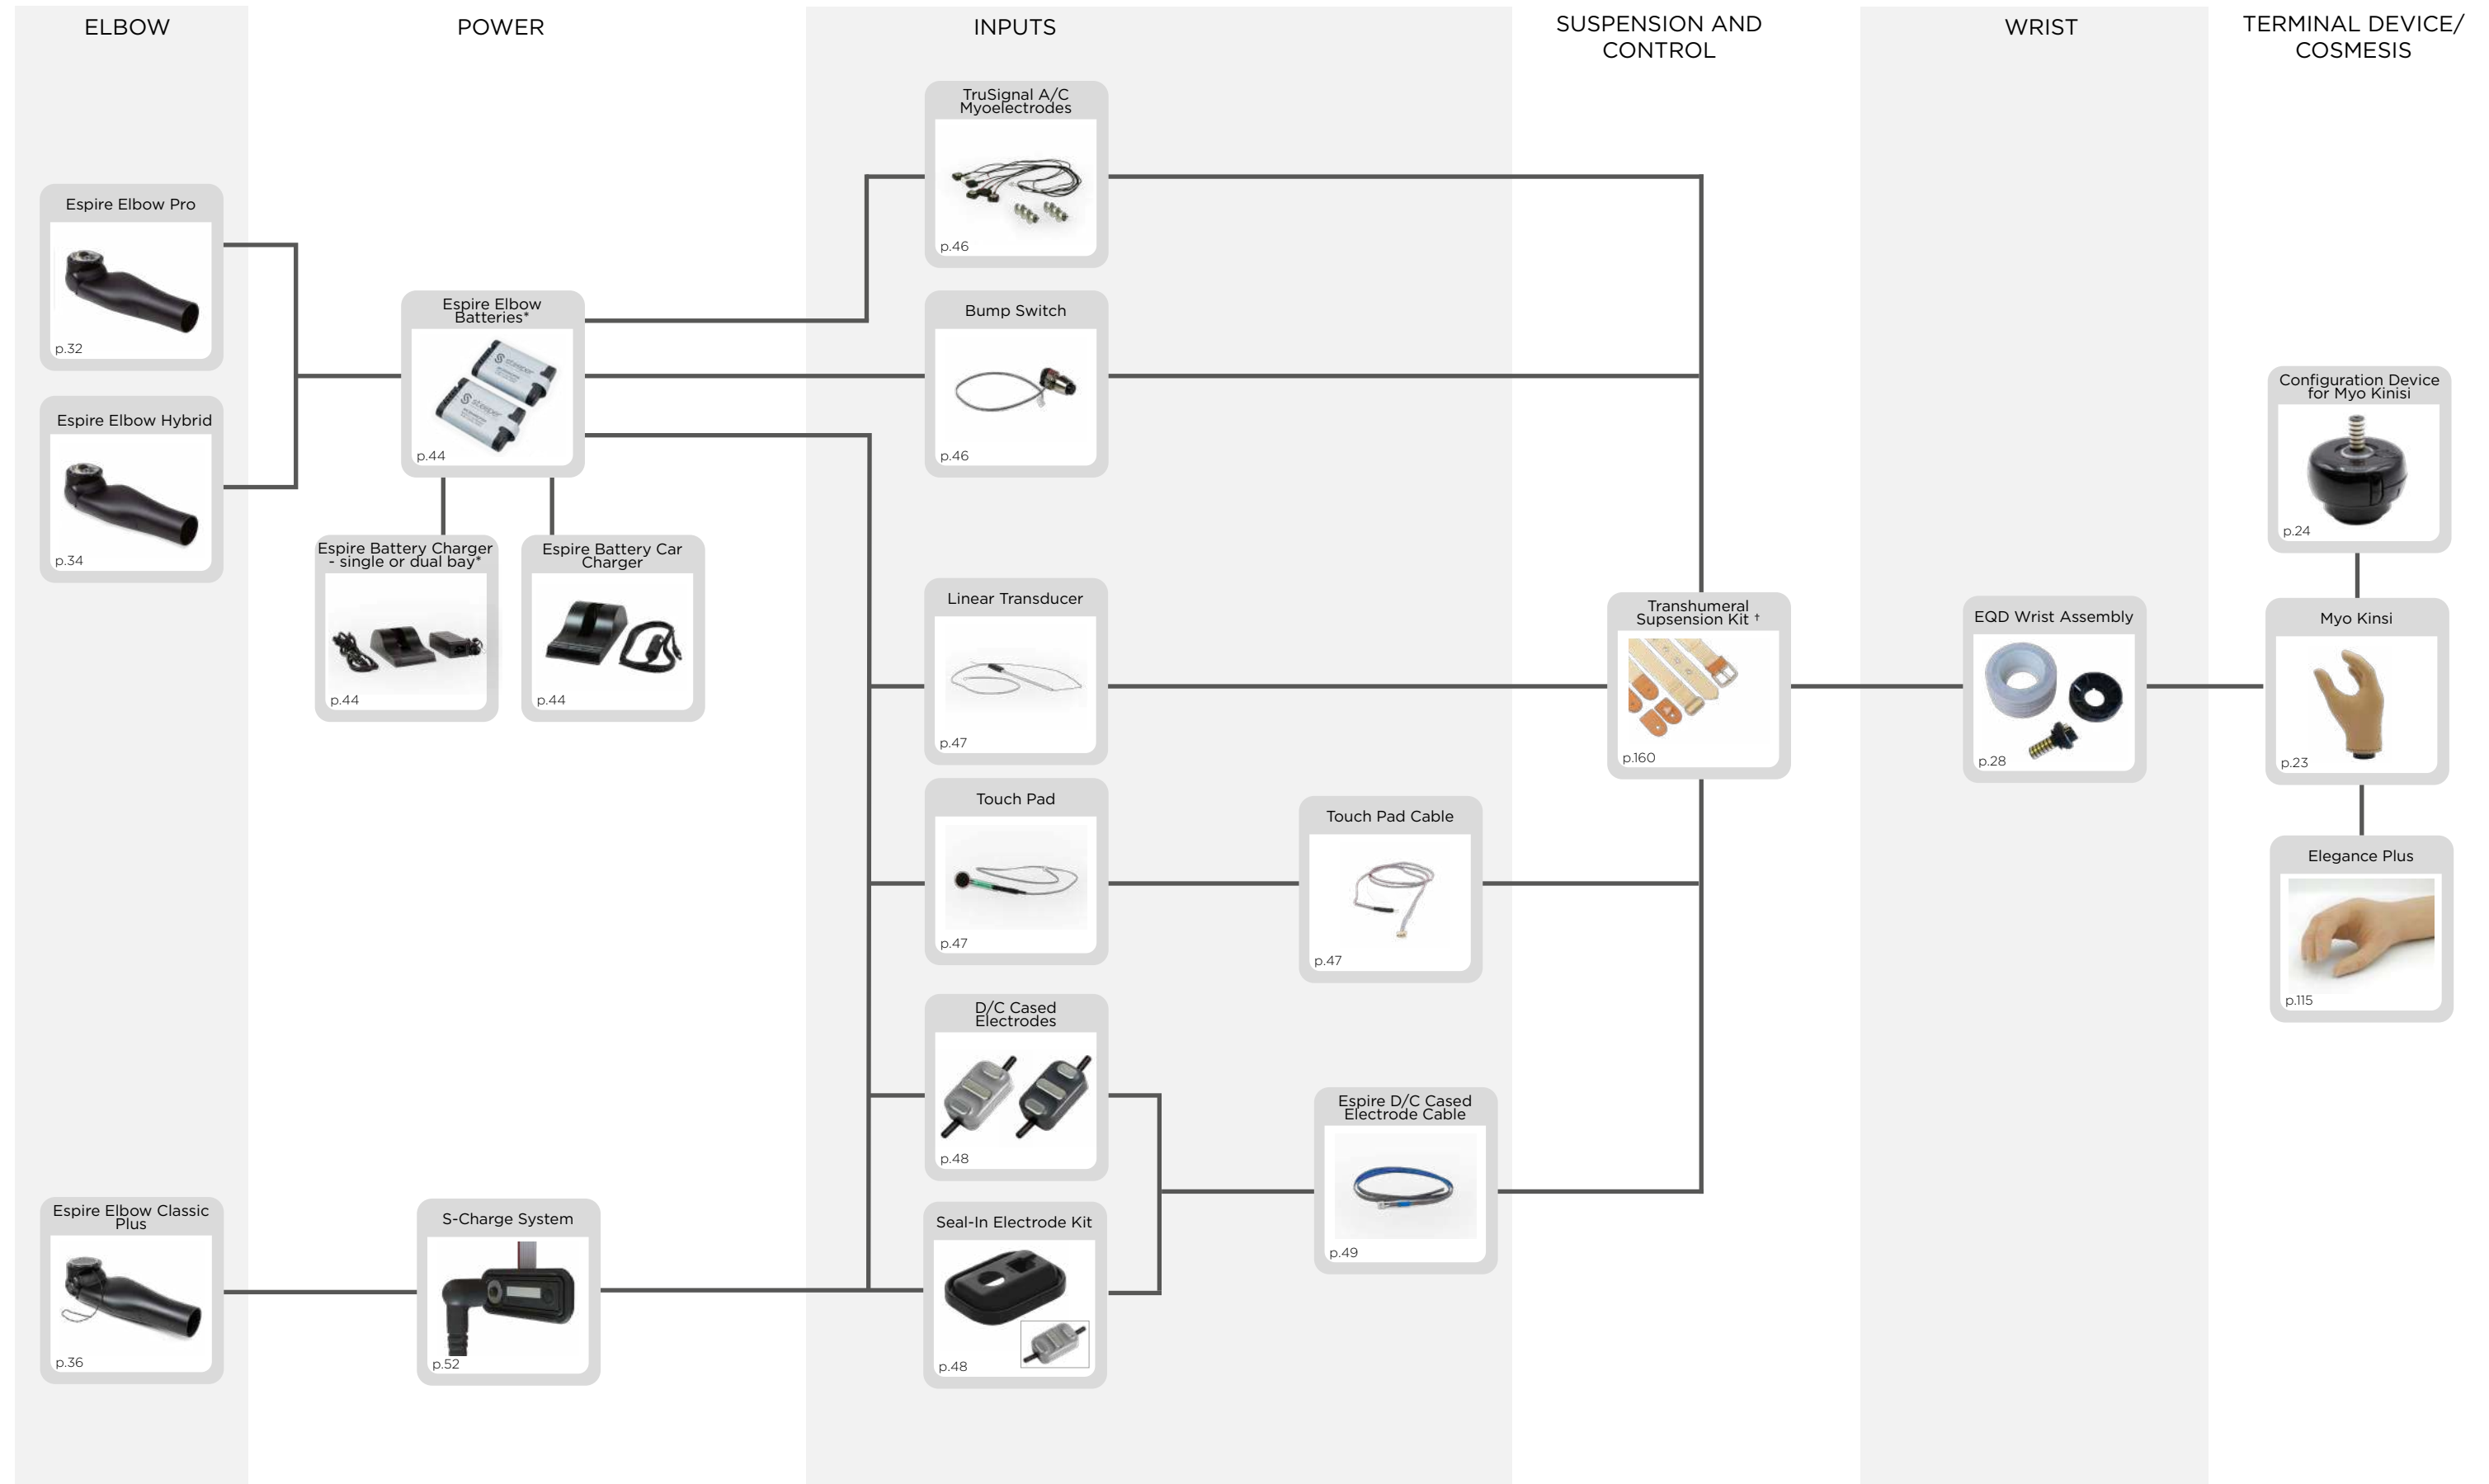 ELBOW
POWER
INPUTS
SUSPENSION AND
CONTROL
WRIST
TERMINAL DEVICE/
COSMESIS
Espire Elbow Pro
p.32
Espire Elbow Hybrid
p.34
Espire Elbow Classic
Plus
p.36
Espire Elbow
Batteries*
steeper
steeper
p.44
Espire Battery Charger
- single or dual bay*
p.44
Espire Battery Car
Charger
p.44
S-Charge System
p.52
TruSignal A/C
Myoelectrodes
p.46
Bump Switch
p.46
Linear Transducer
p.47
Touch Pad
p.47
Touch Pad Cable
p.47
D/C Cased
Electrodes
p.48
Seal-In Electrode Kit
p.48
Espire D/C Cased
Electrode Cable
p.49
Transhumeral
Supsension Kit †
p.160
EQD Wrist Assembly
p.28
Configuration Device
for Myo Kinisi
p.24
Myo Kinsi
p.23
Elegance Plus
p.115